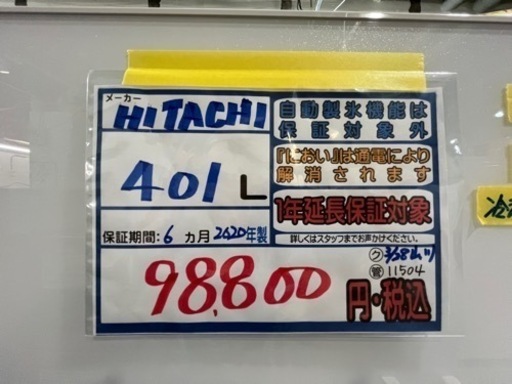 メーカー
HITACHI
401L
保証期間:6ヵ月 2020年製
98,800
円・税込
自動製氷機能は
保証対象外
『におい』は通電により
解消されます
1年延長保証対象
詳しくはスタッフまでお声かけください。
管 11504